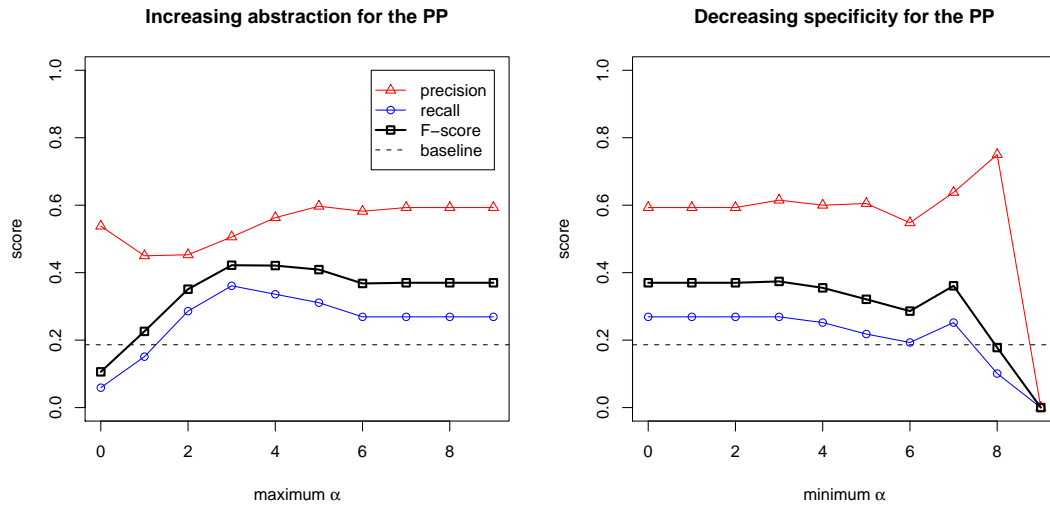 Increasing abstraction for the PP
score
1.0
0.8
0.6
0.4
0.2
0.0
precision
recall
F−score
baseline
0 2 4 6 8
maximum α
Decreasing specificity for the PP
score
1.0
0.8
0.6
0.4
0.2
0.0
0 2 4 6 8
minimum α